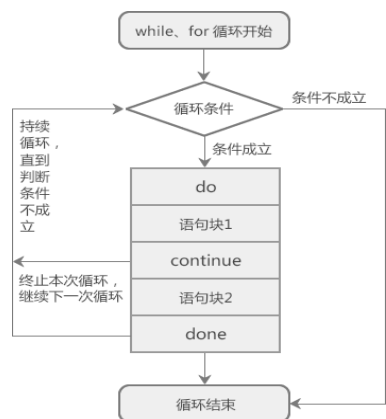 while、for 循环开始
循环条件
条件不成立
持续
循环，
直到
判断
条件
不成
立
条件成立
do
语句块1
continue
终止本次循环，
继续下一次循环
语句块2
done
循环结束